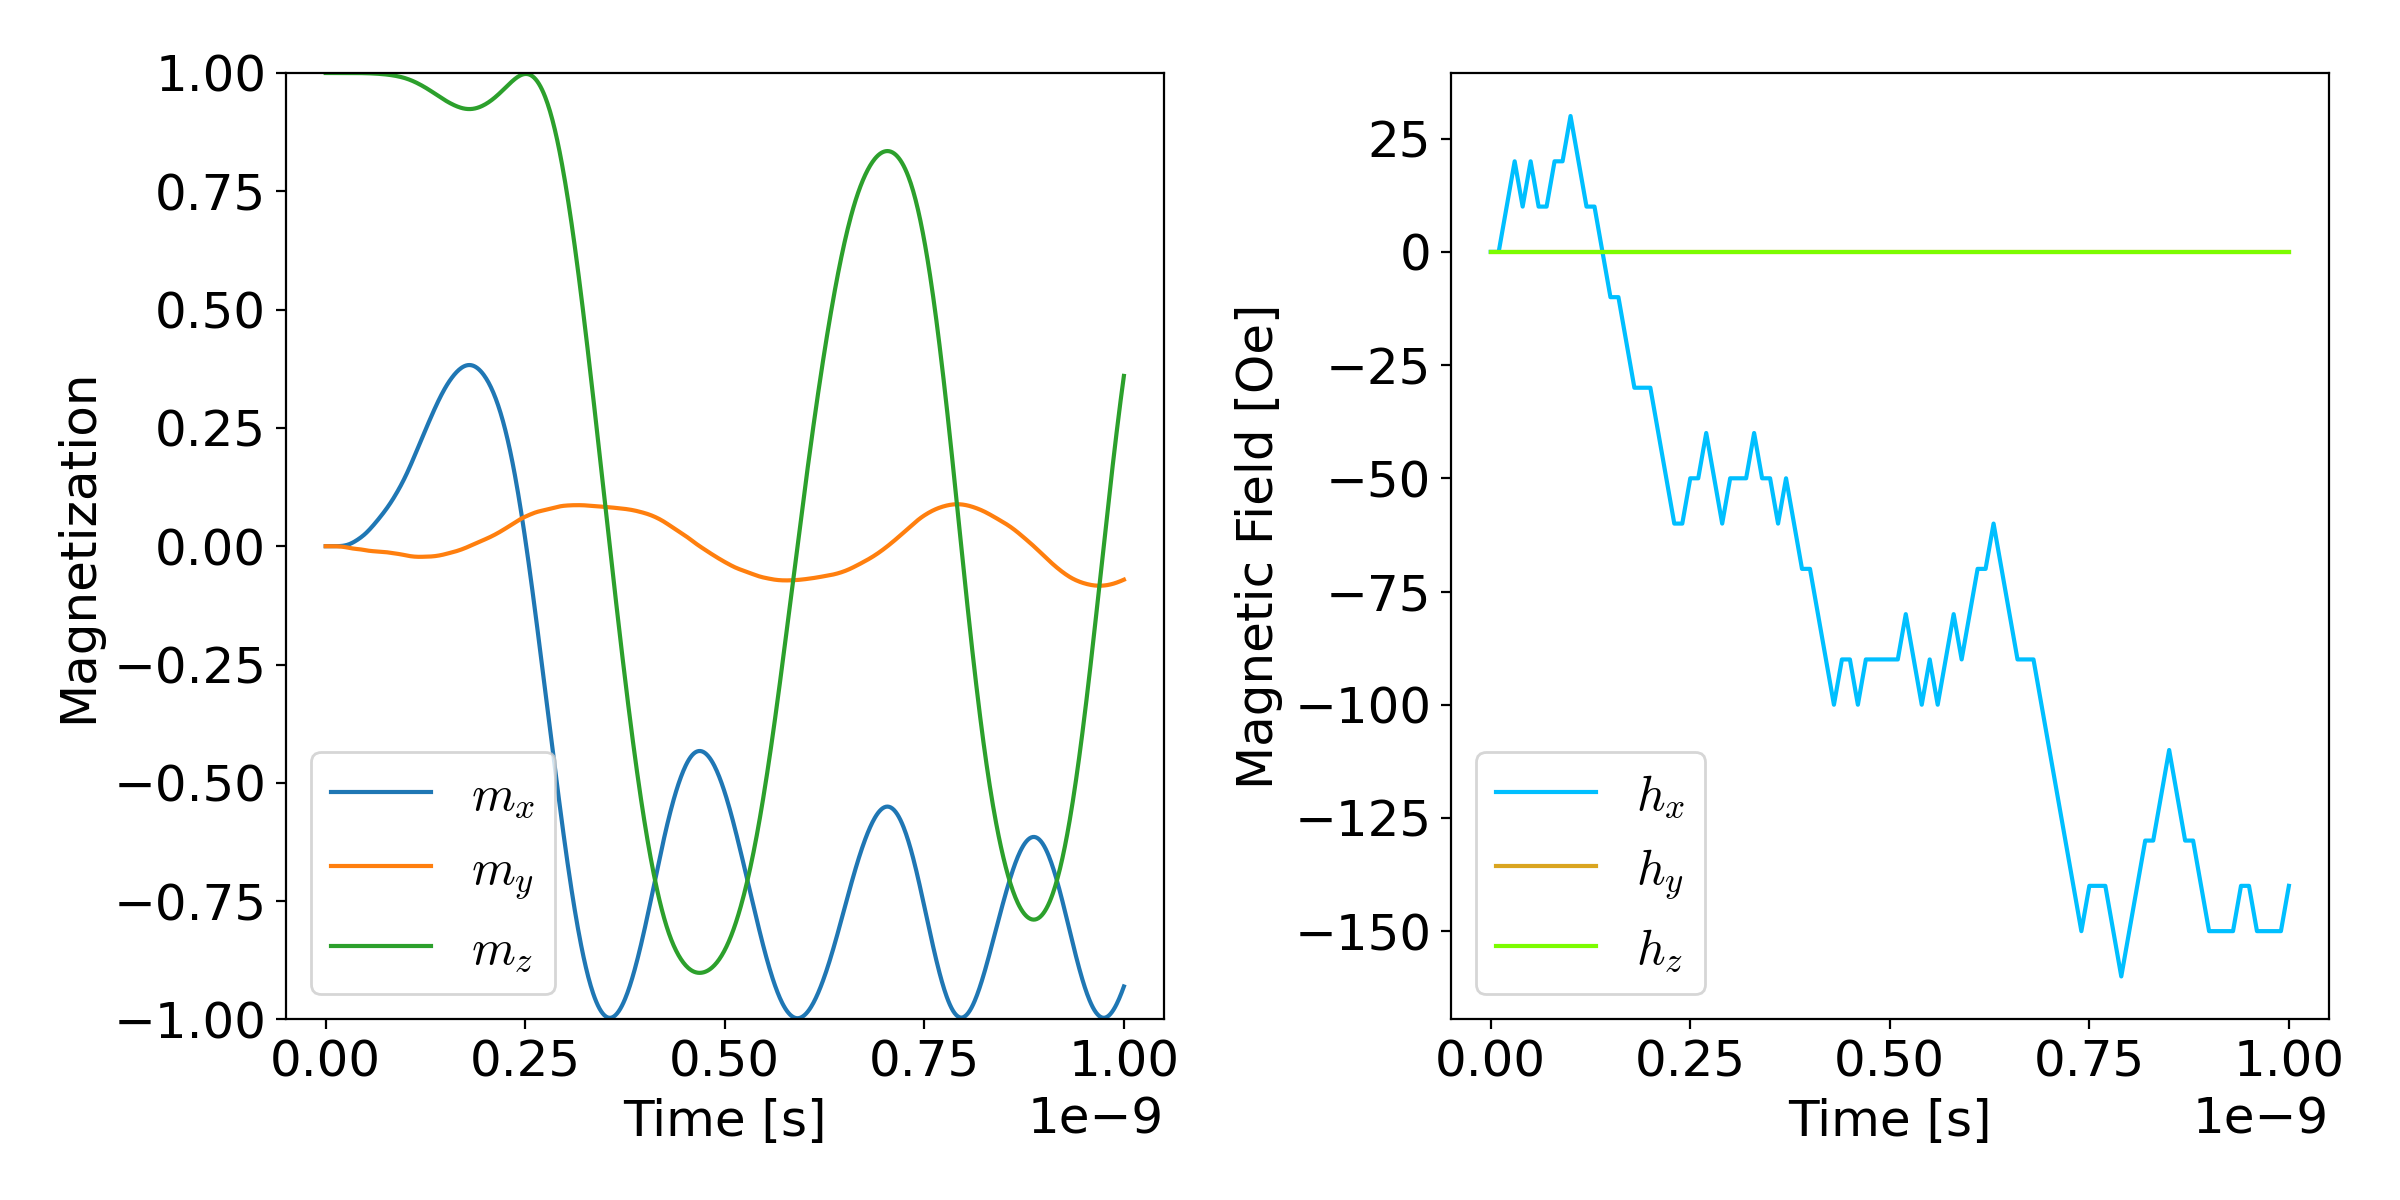 1.00
0.75
0.50
0.25
0.00
−0.25
−0.50
−0.75
−1.00
Magnetization
m_x
m_y
m_z
0.00 0.25 0.50 0.75 1.00
Time [s]
1e−9
25
0
−25
−50
−75
−100
−125
−150
Magnetic Field [Oe]
h_x
h_y
h_z
0.00 0.25 0.50 0.75 1.00
Time [s]
1e−9